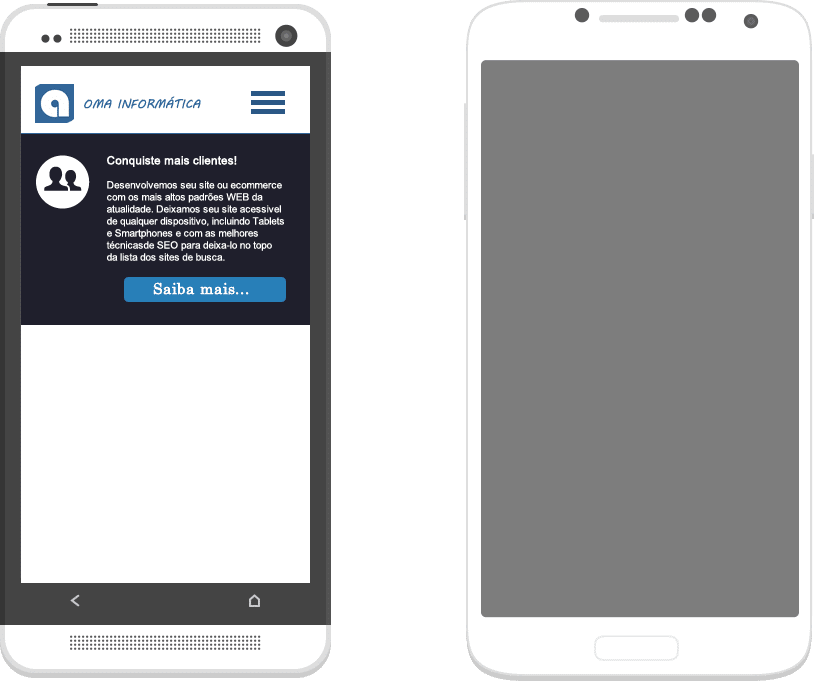 OMA INFORMÁTICA
Conquiste mais clientes!
Desenvolvemos seu site ou ecommerce
com os mais altos padrões WEB da
atualidade. Deixamos seu site acessivel
de qualquer dispositivo, incluindo Tablets
e Smartphones e com as melhores
técnicasde SEO para deixa-lo no topo
da lista dos sites de busca.
Saiba mais...